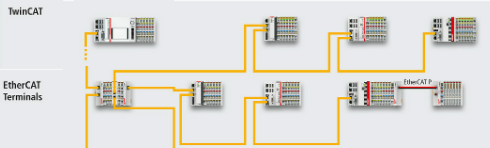 TwinCAT
EtherCAT
Terminals
EtherCAT P